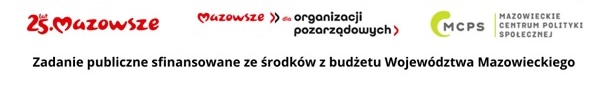 25 lat Mazowsze
Mazowsze dla organizacji
pozarządowych
MCPS
MAZOWIECKIE
CENTRUM POLITYKI
SPOŁECZNEJ
Zadanie publiczne sfinansowane ze środków z budżetu Województwa Mazowieckiego